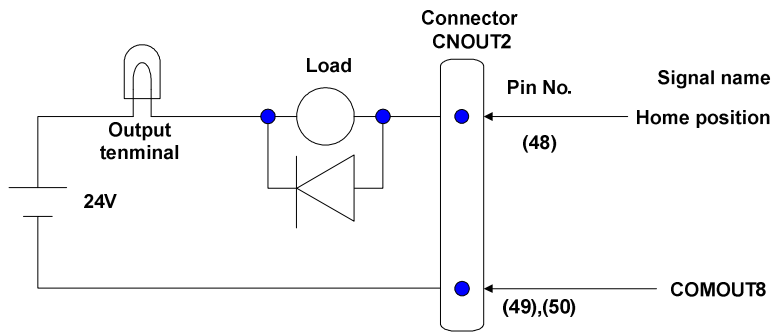 Connector
CNOUT2
Load
Pin No.
Signal name
Output
tenminal
Home position
(48)
24V
(49),(50)
COMOUT8